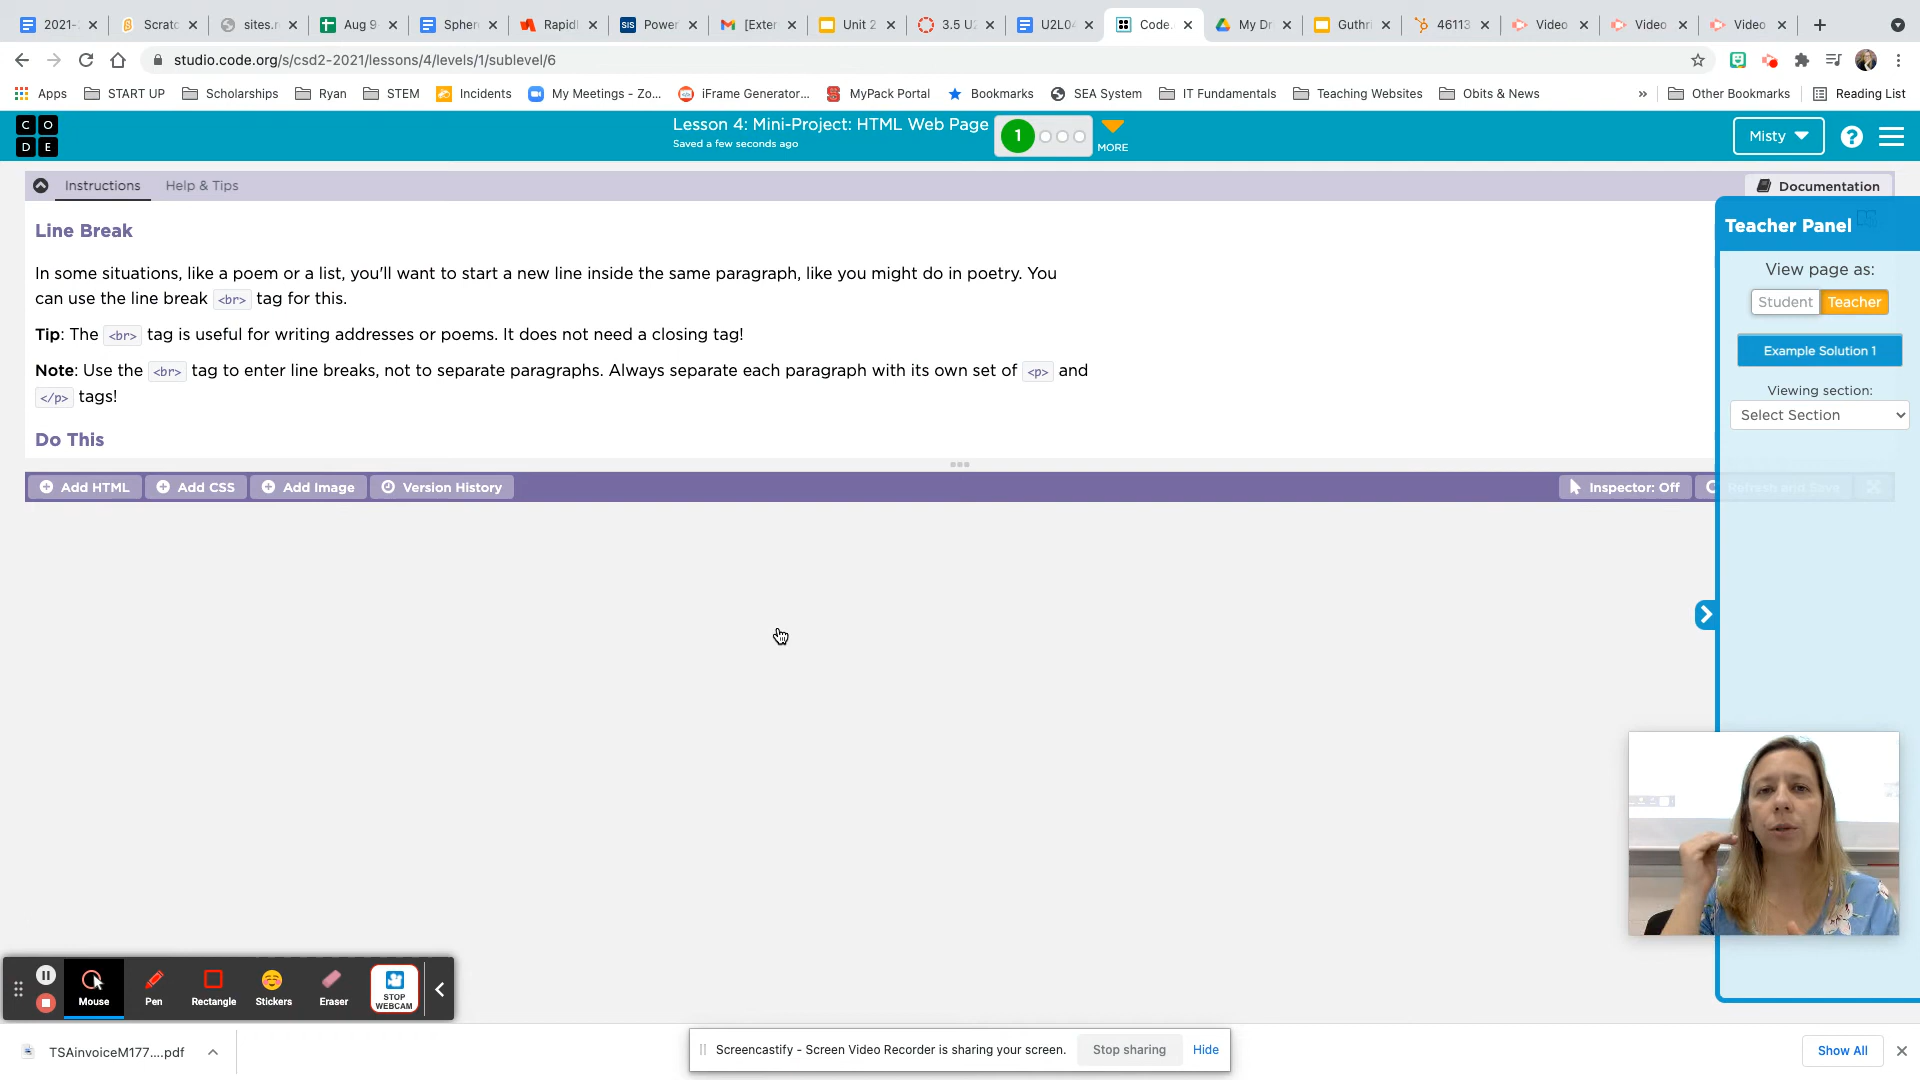 2021-
Scratc
sites.r
Aug 9
Spher
Rapidl
SIS
Power
[Exter
Unit 2
3.5 U2
U2L04
Code.
My Dr
Guthri
46113
Video
Video
Video
studio.code.org/s/csd2-2021/lessons/4/levels/1/sublevel/6
Apps
START UP
Scholarships
Ryan
STEM
Incidents
My Meetings - Zo...
iFrame Generator...
MyPack Portal
Bookmarks
SEA System
IT Fundamentals
Teaching Websites
Obits & News
»
Other Bookmarks
Reading List
C O
D E
Lesson 4: Mini-Project: HTML Web Page
Saved a few seconds ago
1
MORE
Misty
?
Instructions
Help & Tips
Documentation
Line Break
In some situations, like a poem or a list, you'll want to start a new line inside the same paragraph, like you might do in poetry. You
can use the line break <br> tag for this.
Tip: The <br> tag is useful for writing addresses or poems. It does not need a closing tag!
Note: Use the <br> tag to enter line breaks, not to separate paragraphs. Always separate each paragraph with its own set of <p> and
</p> tags!
Do This
Teacher Panel
View page as:
Student
Teacher
Example Solution 1
Viewing section:
Select Section
Add HTML
Add CSS
Add Image
Version History
Inspector: Off
Refresh and Save
Mouse
Pen
Rectangle
Stickers
Eraser
STOP
WEBCAM
TSAinvoiceM177....pdf
Screencastify - Screen Video Recorder is sharing your screen.
Stop sharing
Hide
Show All